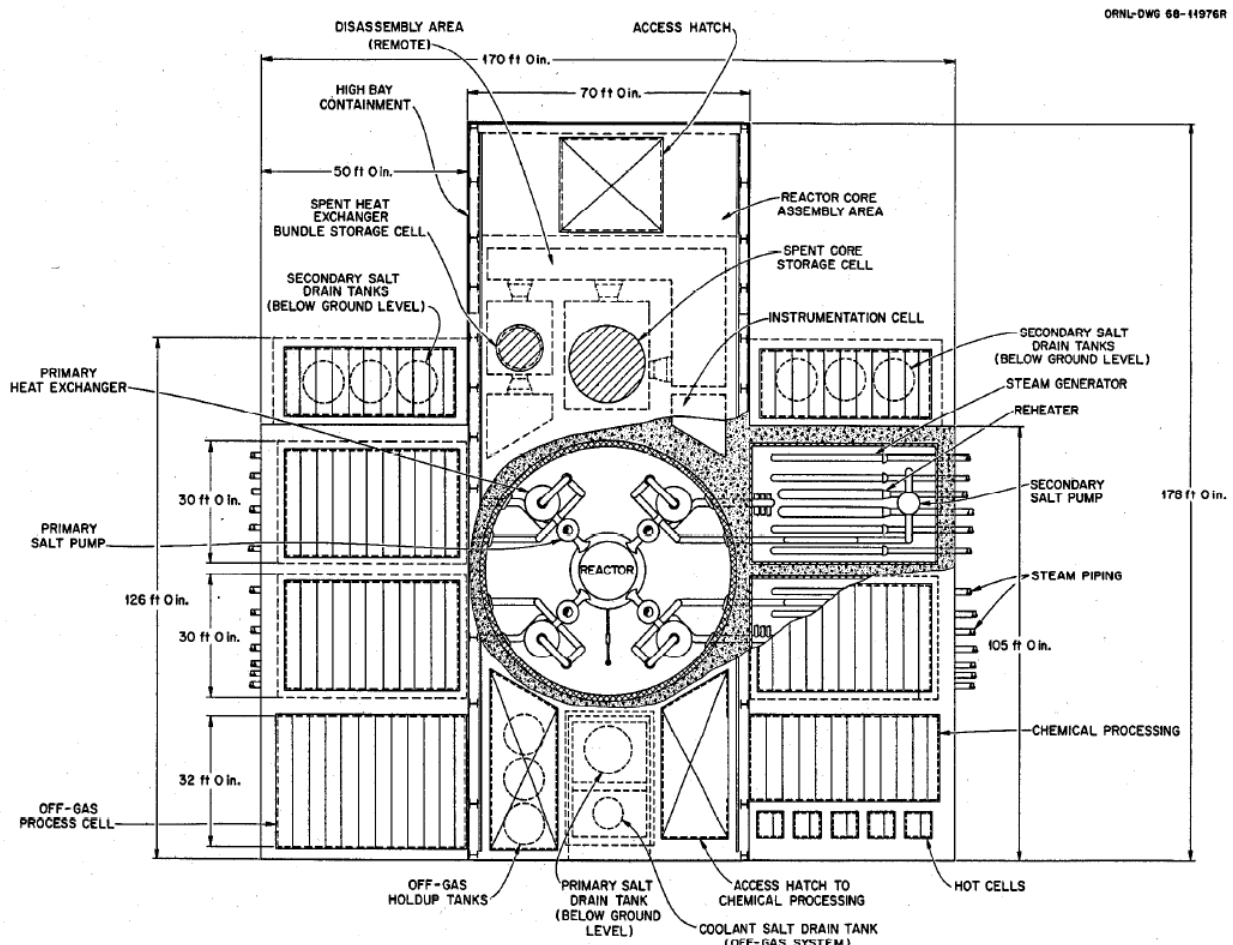 ORNL-DWG 68-11976R
DISASSEMBLY AREA
(REMOTE)
ACCESS HATCH
170 ft 0 in.
HIGH BAY
CONTAINMENT
70 ft 0 in.
50 ft 0 in.
SPENT HEAT
EXCHANGER
BUNDLE STORAGE CELL
REACTOR CORE
ASSEMBLY AREA
SPENT CORE
STORAGE CELL
SECONDARY SALT
DRAIN TANKS
(BELOW GROUND LEVEL)
INSTRUMENTATION CELL
SECONDARY SALT
DRAIN TANKS
(BELOW GROUND LEVEL)
PRIMARY
HEAT EXCHANGER
STEAM GENERATOR
REHEATER
30 ft 0 in.
SECONDARY
SALT PUMP
178 ft 0 in.
PRIMARY
SALT PUMP
REACTOR
STEAM PIPING
126 ft 0 in.
30 ft 0 in.
105 ft 0 in.
CHEMICAL PROCESSING
32 ft 0 in.
OFF-GAS
PROCESS CELL
OFF-GAS
HOLDUP TANKS
PRIMARY SALT
DRAIN TANK
(BELOW GROUND
LEVEL)
ACCESS HATCH TO
CHEMICAL PROCESSING
HOT CELLS
COOLANT SALT DRAIN TANK
(OFF-GAS SYSTEM)